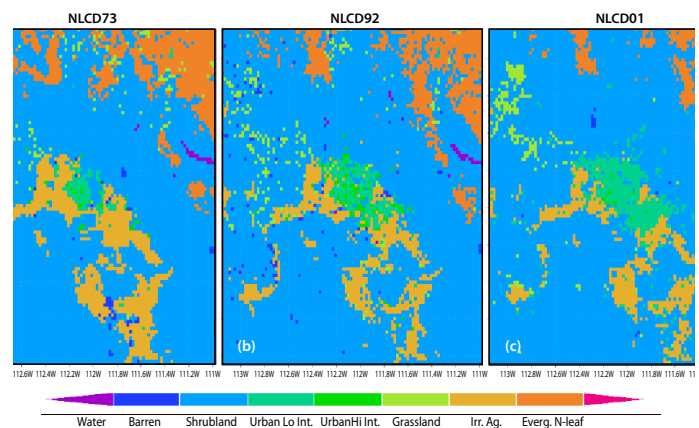 NLCD73 NLCD92 NLCD01
(b) (c)
112.6W 112.4W 112.2W 112W 111.8W 111.6W 111.4W 111.2W 111W 113W 112.8W 112.6W 112.4W 112.2W 112W 111.8W 111.6W 111.4W 111.2W 111W 113W 112.8W 112.6W 112.4W 112.2W 112W 111.8W 111.6W
Water Barren Shrubland Urban Lo Int. UrbanHi Int. Grassland Irr. Ag. Everg. N-leaf